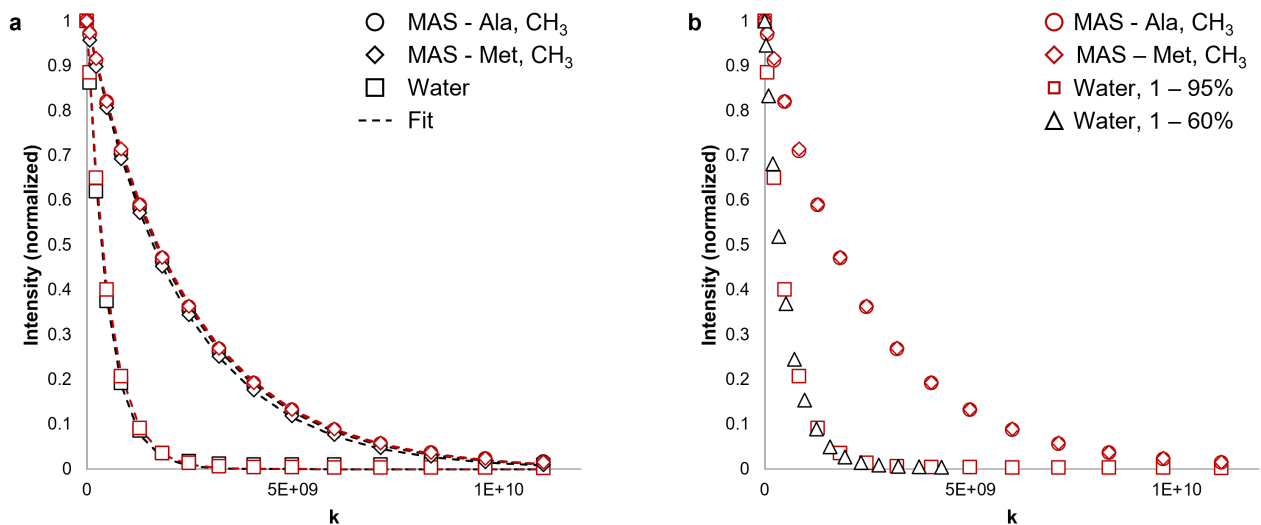 a
MAS - Ala, CH3
MAS - Met, CH3
Water
Fit
Intensity (normalized)
1
0.9
0.8
0.7
0.6
0.5
0.4
0.3
0.2
0.1
0
0
5E+09
1E+10
k
b
MAS - Ala, CH3
MAS – Met, CH3
Water, 1 – 95%
Water, 1 – 60%
Intensity (normalized)
1
0.9
0.8
0.7
0.6
0.5
0.4
0.3
0.2
0.1
0
0
5E+09
1E+10
k